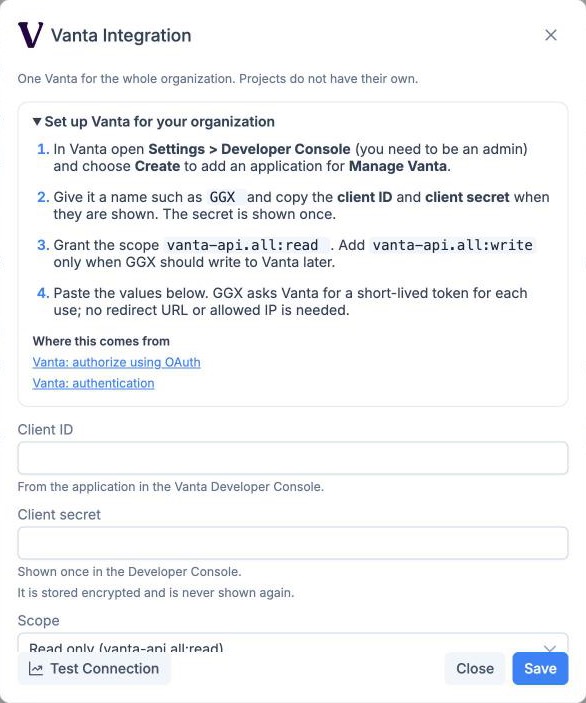 Vanta Integration
One Vanta for the whole organization. Projects do not have their own.
▼ Set up Vanta for your organization
1. In Vanta open Settings > Developer Console (you need to be an admin)
and choose Create to add an application for Manage Vanta.
2. Give it a name such as GGX and copy the client ID and client secret when
they are shown. The secret is shown once.
3. Grant the scope vanta-api.all:read . Add vanta-api.all:write
only when GGX should write to Vanta later.
4. Paste the values below. GGX asks Vanta for a short-lived token for each
use; no redirect URL or allowed IP is needed.
Where this comes from
Vanta: authorize using OAuth
Vanta: authentication
Client ID
From the application in the Vanta Developer Console.
Client secret
Shown once in the Developer Console.
It is stored encrypted and is never shown again.
Scope
Read only (vanta-api.all:read)
Test Connection Close Save